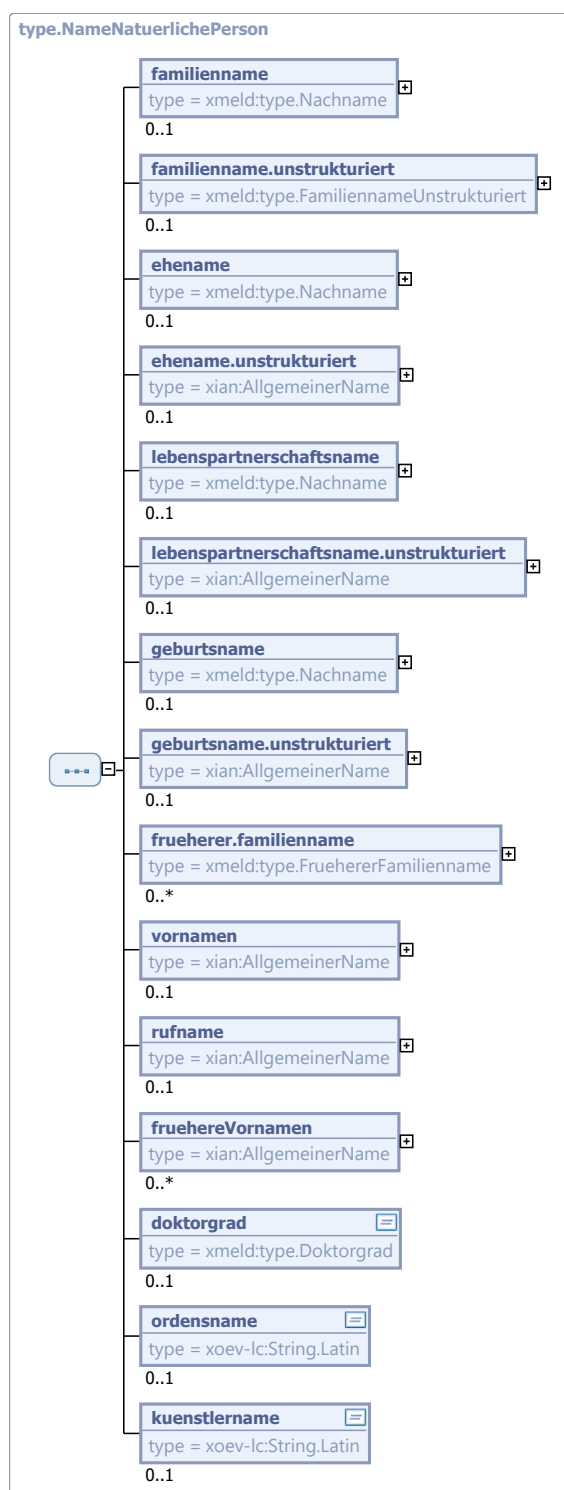 type.NameNatuerlichePerson
familienname
type = xmeld:type.Nachname
0..1
familienname.unstrukturiert
type = xmeld:type.FamiliennameUnstrukturiert
0..1
ehename
type = xmeld:type.Nachname
0..1
ehename.unstrukturiert
type = xian:AllgemeinerName
0..1
lebenspartnerschaftsname
type = xmeld:type.Nachname
0..1
lebenspartnerschaftsname.unstrukturiert
type = xian:AllgemeinerName
0..1
geburtsname
type = xmeld:type.Nachname
0..1
geburtsname.unstrukturiert
type = xian:AllgemeinerName
0..1
frueherer.familienname
type = xmeld:type.FruehererFamilienname
0..*
vornamen
type = xian:AllgemeinerName
0..1
rufname
type = xian:AllgemeinerName
0..1
fruehereVornamen
type = xian:AllgemeinerName
0..*
doktorgrad
type = xmeld:type.Doktorgrad
0..1
ordensname
type = xoev-lc:String.Latin
0..1
kuenstlername
type = xoev-lc:String.Latin
0..1